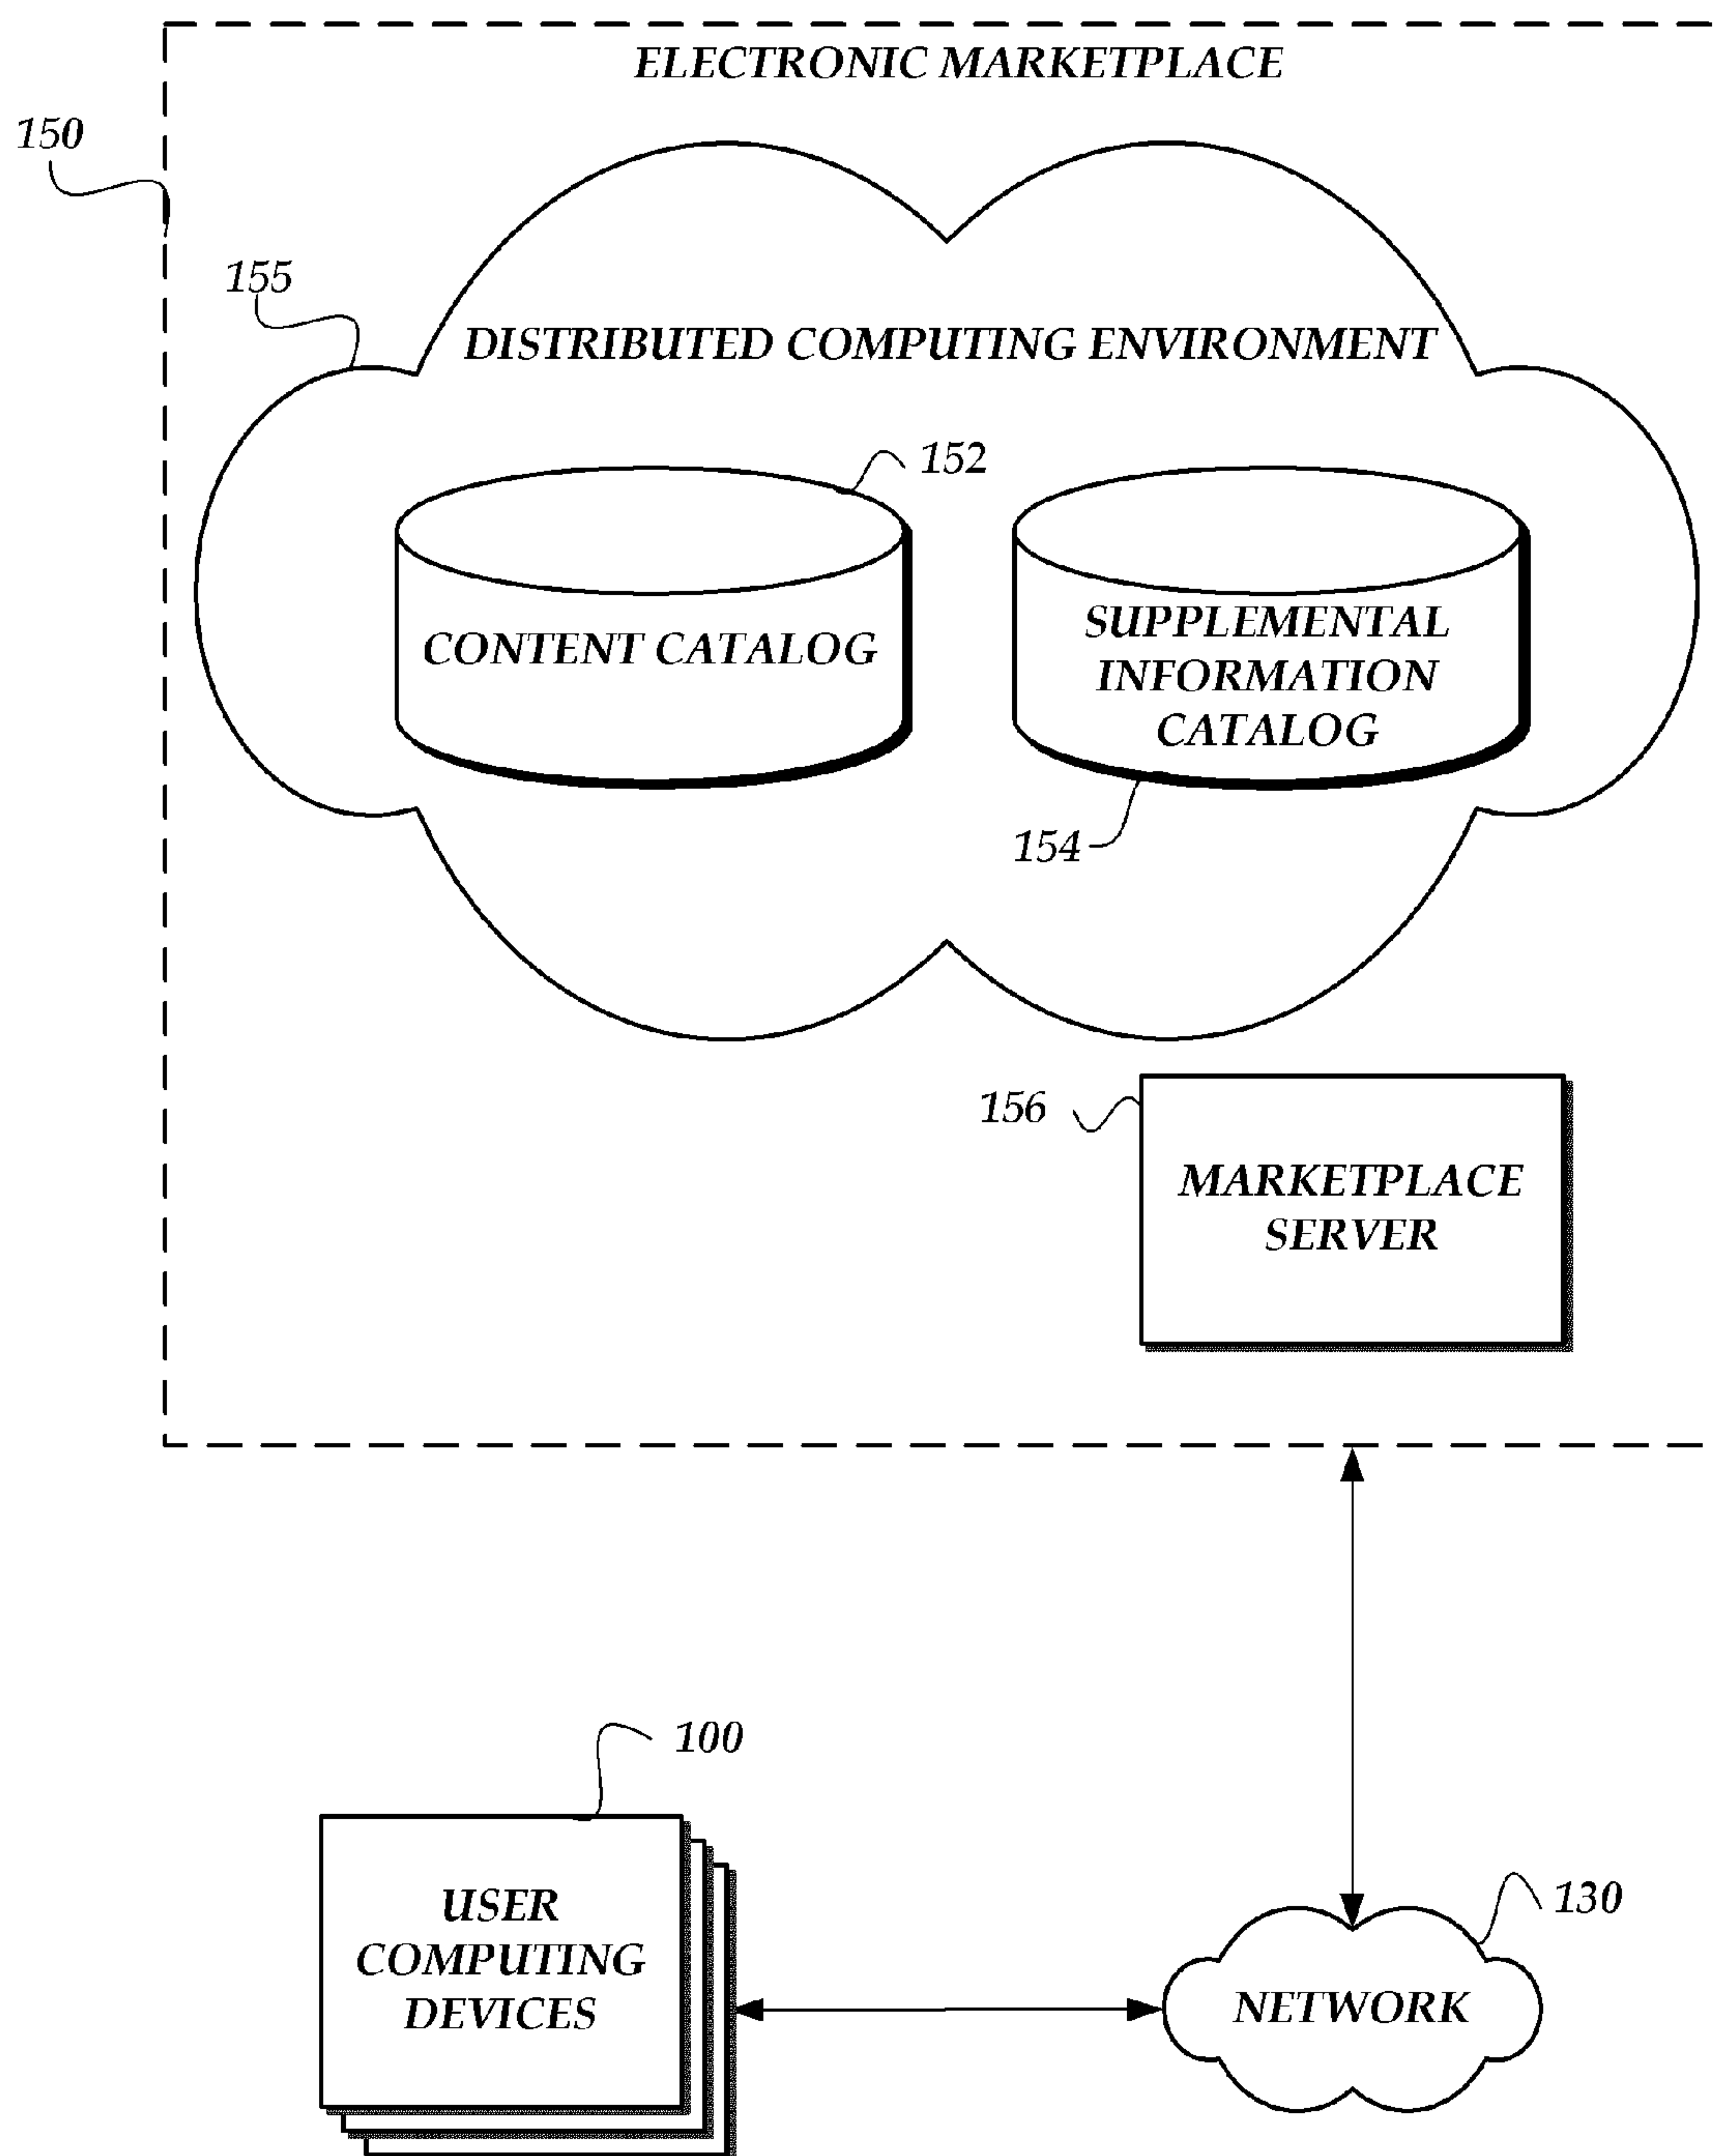 ELECTRONIC MARKETPLACE
150
155
DISTRIBUTED COMPUTING ENVIRONMENT
152
CONTENT CATALOG
SUPPLEMENTAL
INFORMATION
CATALOG
154
156
MARKETPLACE
SERVER
100
USER
COMPUTING
DEVICES
130
NETWORK